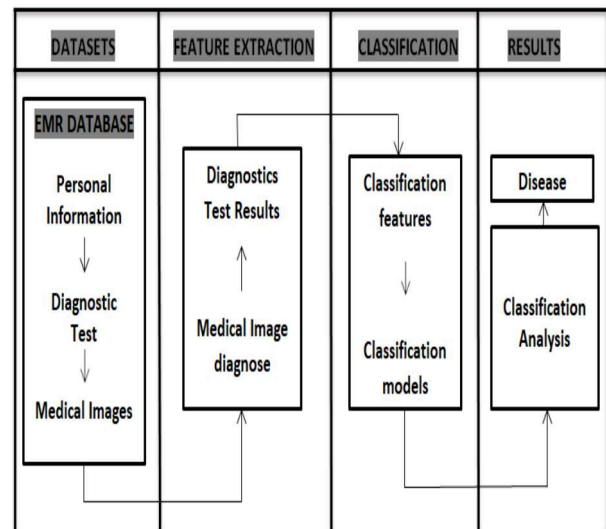 DATASETS
FEATURE EXTRACTION
CLASSIFICATION
RESULTS
EMR DATABASE
Personal
Information
Diagnostic
Test
Medical Images
Diagnostics
Test Results
Medical Image
diagnose
Classification
features
Classification
models
Disease
Classification
Analysis